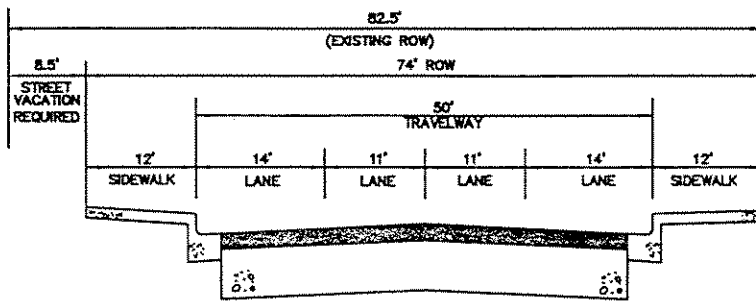 82.5'
(EXISTING ROW)
8.5'
74' ROW
STREET
VACATION
REQUIRED
50'
TRAVELWAY
12' 14' 11' 11' 14' 12'
SIDEWALK LANE LANE LANE LANE SIDEWALK